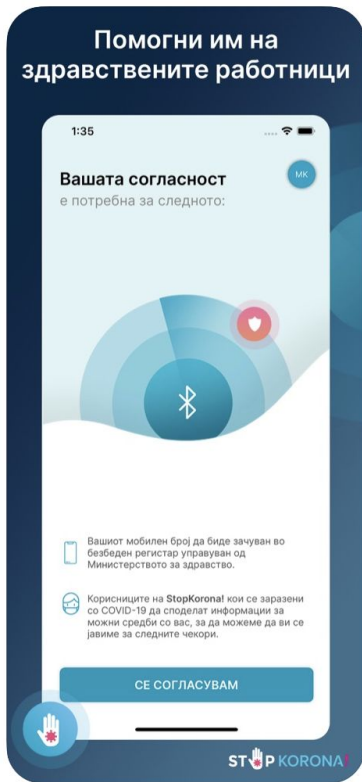 Помогни им на
здравствените работници
1:35
Вашата согласност
МК
е потребна за следното:
Вашиот мобилен број да биде зачуван во
безбеден регистар управуван од
Министерството за здравство.
Корисниците на StopKorona! кои се заразени
со COVID-19 да споделат информации за
можни средби со вас, за да можеме да ви се
јавиме за следните чекори.
СЕ СОГЛАСУВАМ
STOP KORONA!